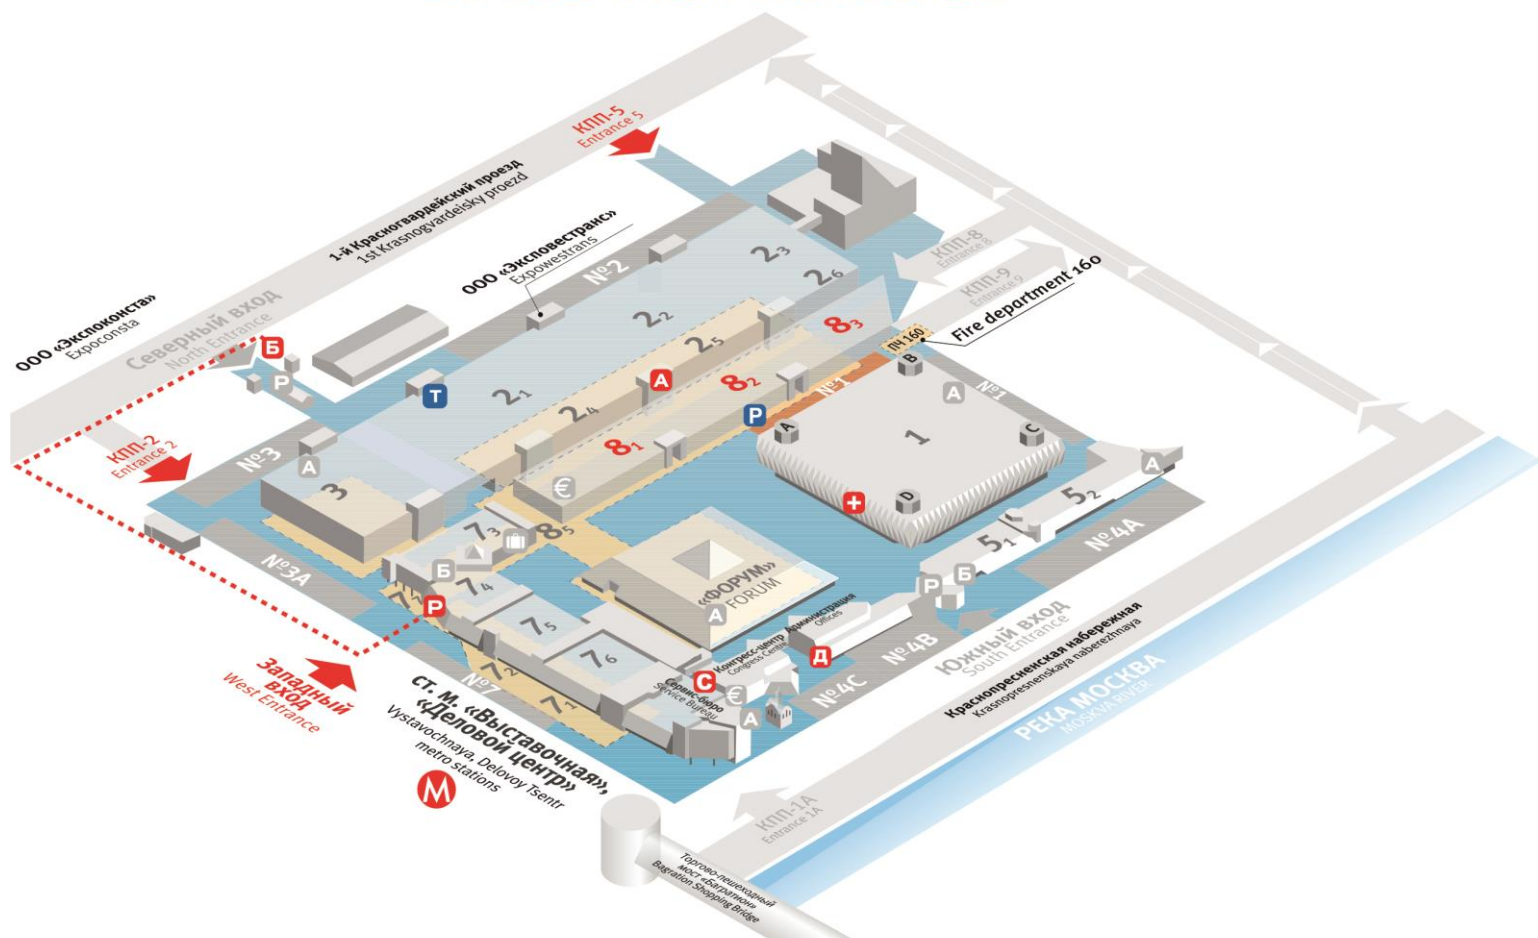 КПП-5
Entrance 5
1-й Красногвардейский проезд
1st Krasnogvardeisky proezd
ООО «Эксповестранс»
Expowestrans
ООО «Экспоконста»
Expoconsta
Северный вход
North Entrance
Б
Р
КПП-2
Entrance 2
КПП-8
Entrance 8
КПП-9
Entrance 9
Fire department 160
ПЧ 160
№2
2₃
2₆
2₂
2₅
2₁
2₄
8₃
8₂
8₁
8₅
Т
А
Р
№1
№1
А
В
А
С
D
1
№3
А
3
€
№3А
7₃
7₄
7₅
7₆
7₂
7₁
Б
Р
№7
«ФОРУМ»
FORUM
А
5₂
5₁
А
№4А
Р
Б
Администрация
Offices
Конгресс-центр
Congress Centre
Сервис-бюро
Service Bureau
С
Д
€
А
№4В
№4С
Южный вход
South Entrance
Краснопресненская набережная
Krasnopresnenskaya naberezhnaya
РЕКА МОСКВА
MOSKVA RIVER
Западный
вход
West Entrance
ст. м. «Выставочная»,
«Деловой центр»
Vystavochnaya, Delovoy Tsentr
metro stations
М
КПП-1А
Entrance 1A
Торгово-пешеходный
мост «Багратион»
Bagration Shopping Bridge